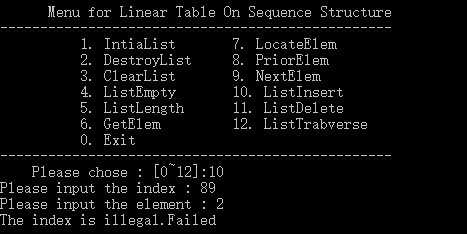 Menu for Linear Table On Sequence Structure
-------------------------------------------------
1. IntiaList 7. LocateElem
2. DestroyList 8. PriorElem
3. ClearList 9. NextElem
4. ListEmpty 10. ListInsert
5. ListLength 11. ListDelete
6. GetElem 12. ListTrabverse
0. Exit
-------------------------------------------------
Please chose : [0~12]:10
Please input the index : 89
Please input the element : 2
The index is illegal.Failed